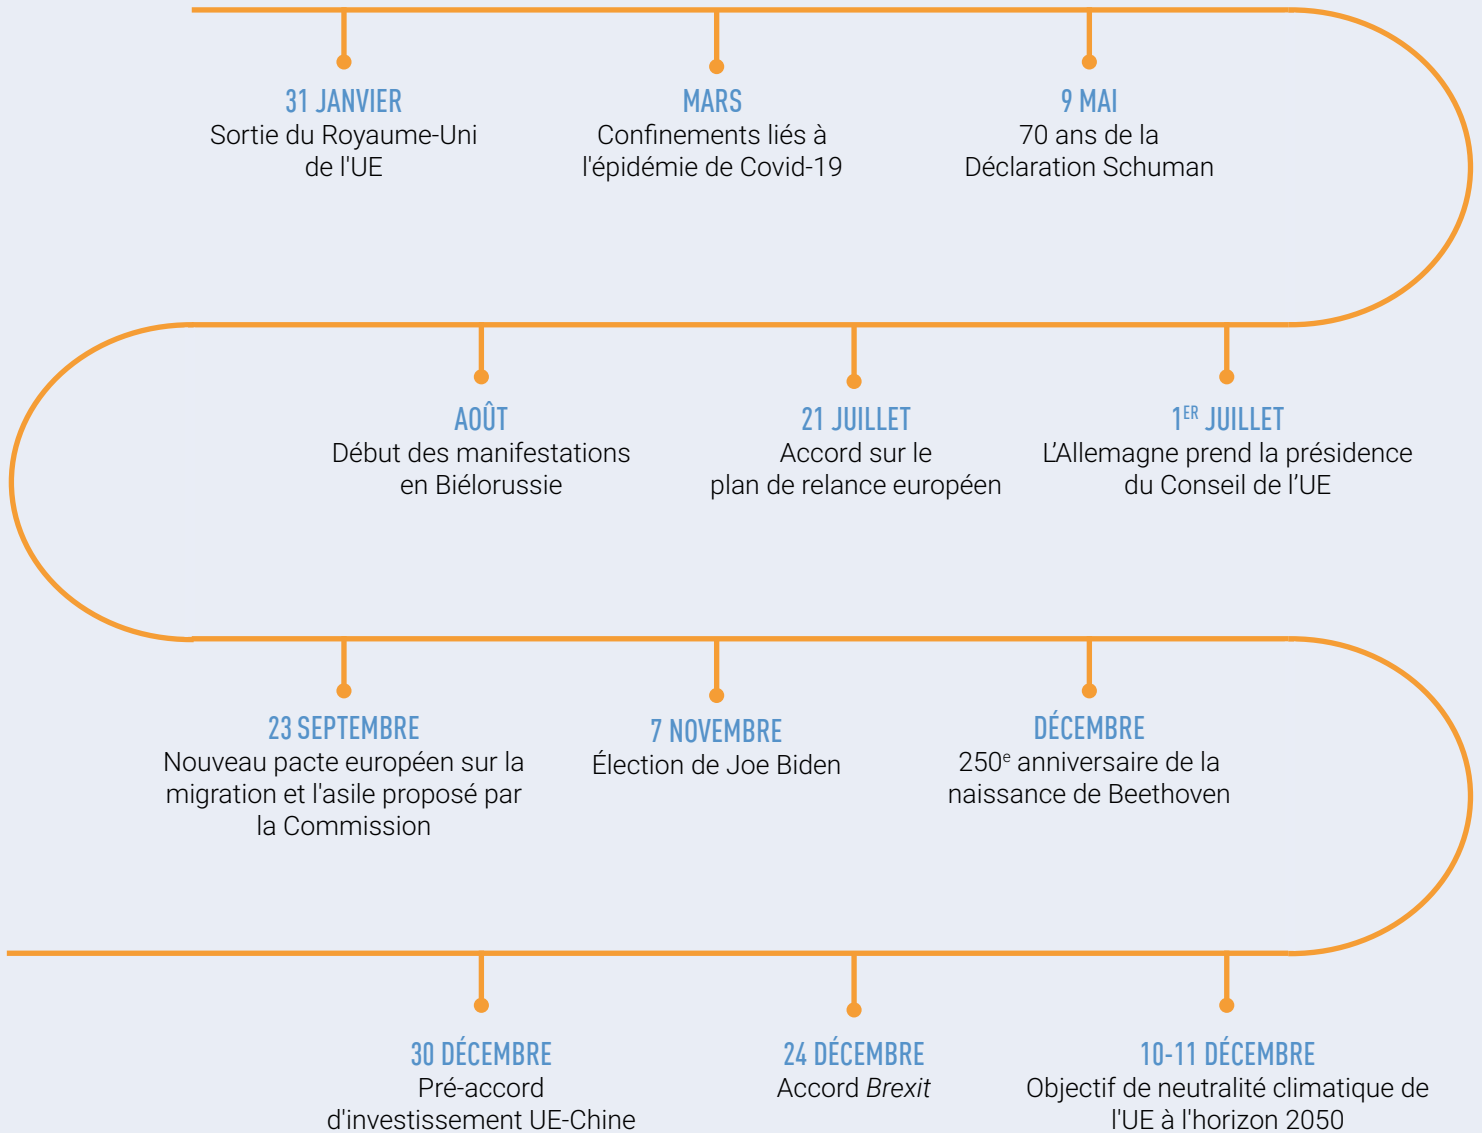 31 JANVIER
Sortie du Royaume-Uni
de l'UE
MARS
Confinements liés à
l'épidémie de Covid-19
9 MAI
70 ans de la
Déclaration Schuman
1ER JUILLET
L’Allemagne prend la présidence
du Conseil de l’UE
21 JUILLET
Accord sur le
plan de relance européen
AOÛT
Début des manifestations
en Biélorussie
23 SEPTEMBRE
Nouveau pacte européen sur la
migration et l'asile proposé par
la Commission
7 NOVEMBRE
Élection de Joe Biden
DÉCEMBRE
250e anniversaire de la
naissance de Beethoven
10-11 DÉCEMBRE
Objectif de neutralité climatique de
l'UE à l'horizon 2050
24 DÉCEMBRE
Accord Brexit
30 DÉCEMBRE
Pré-accord
d'investissement UE-Chine